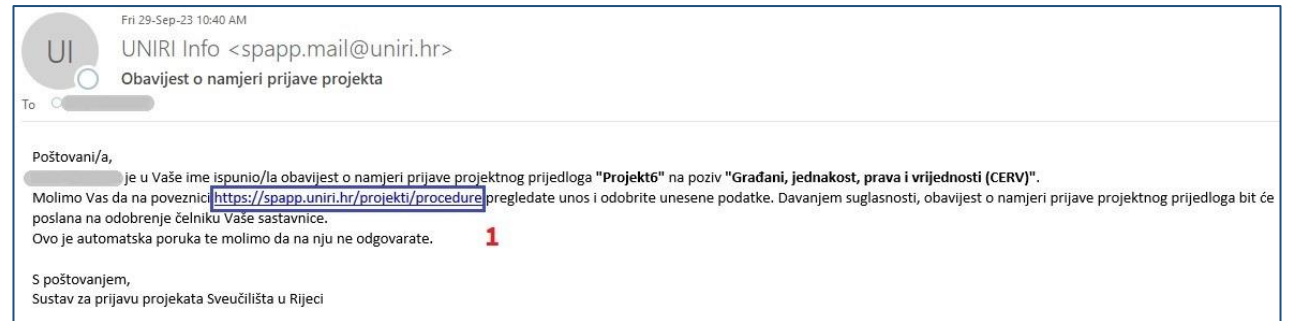 Fri 29-Sep-23 10:40 AM
UI
UNIRI Info <spapp.mail@uniri.hr>
Obavijest o namjeri prijave projekta
To
Poštovani/a,
je u Vaše ime ispunio/la obavijest o namjeri prijave projektnog prijedloga "Projekt6" na poziv "Građani, jednakost, prava i vrijednosti (CERV)".
Molimo Vas da na poveznici https://spapp.uniri.hr/projekti/procedure pregledate unos i odobrite unesene podatke. Davanjem suglasnosti, obavijest o namjeri prijave projektnog prijedloga bit će
poslana na odobrenje čelniku Vaše sastavnice.
Ovo je automatska poruka te molimo da na nju ne odgovarate.
1
S poštovanjem,
Sustav za prijavu projekata Sveučilišta u Rijeci